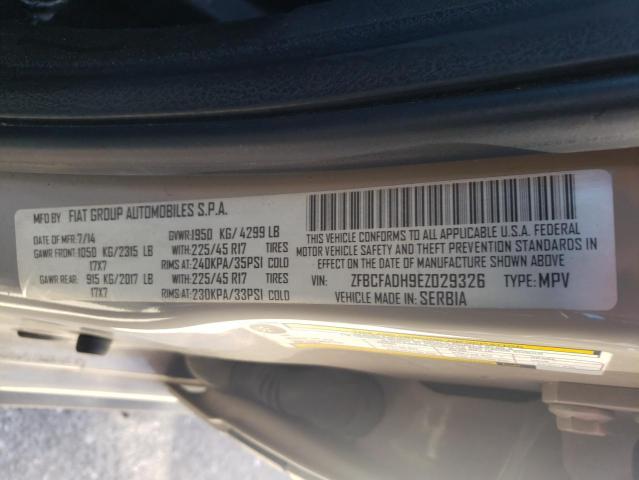 MFD BY FIAT GROUP AUTOMOBILES S.P.A.
DATE OF MFR:7/14 GVWR:1950 KG/4299 LB
GAWR FRONT:1050 KG/2315 LB WITH:225/45 R17 TIRES
17X7 RIMS AT:240KPA/35PSI COLD
GAWR REAR: 915 KG/2017 LB WITH:225/45 R17 TIRES
17X7 RIMS AT:230KPA/33PSI COLD
THIS VEHICLE CONFORMS TO ALL APPLICABLE U.S.A. FEDERAL
MOTOR VEHICLE SAFETY AND THEFT PREVENTION STANDARDS IN
EFFECT ON THE DATE OF MANUFACTURE SHOWN ABOVE.
VIN: ZFBCFADH9EZ029326 TYPE: MPV
VEHICLE MADE IN: SERBIA